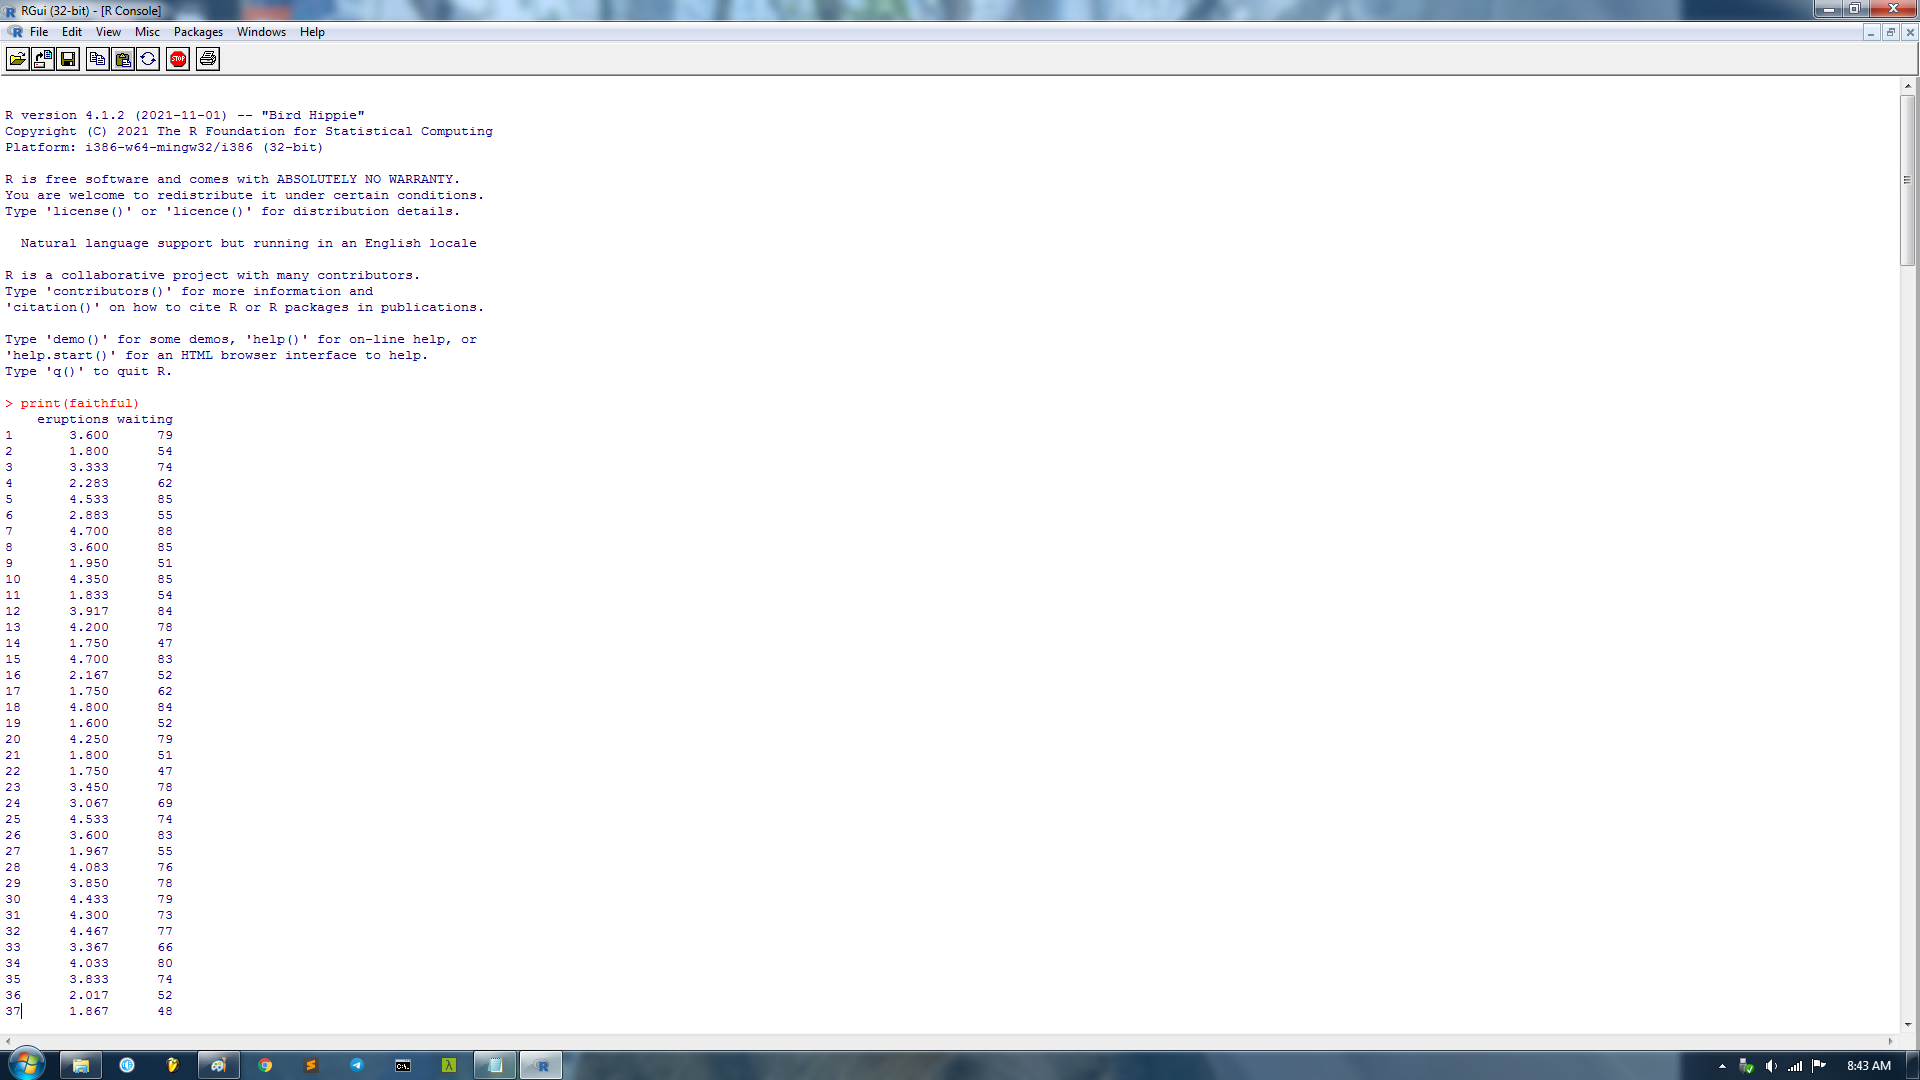 RGui (32-bit) - [R Console]
File Edit View Misc Packages Windows Help
STOP
R version 4.1.2 (2021-11-01) -- "Bird Hippie"
Copyright (C) 2021 The R Foundation for Statistical Computing
Platform: i386-w64-mingw32/i386 (32-bit)
R is free software and comes with ABSOLUTELY NO WARRANTY.
You are welcome to redistribute it under certain conditions.
Type 'license()' or 'licence()' for distribution details.
Natural language support but running in an English locale
R is a collaborative project with many contributors.
Type 'contributors()' for more information and
'citation()' on how to cite R or R packages in publications.
Type 'demo()' for some demos, 'help()' for on-line help, or
'help.start()' for an HTML browser interface to help.
Type 'q()' to quit R.
> print(faithful)
eruptions waiting
1 3.600 79
2 1.800 54
3 3.333 74
4 2.283 62
5 4.533 85
6 2.883 55
7 4.700 88
8 3.600 85
9 1.950 51
10 4.350 85
11 1.833 54
12 3.917 84
13 4.200 78
14 1.750 47
15 4.700 83
16 2.167 52
17 1.750 62
18 4.800 84
19 1.600 52
20 4.250 79
21 1.800 51
22 1.750 47
23 3.450 78
24 3.067 69
25 4.533 74
26 3.600 83
27 1.967 55
28 4.083 76
29 3.850 78
30 4.433 79
31 4.300 73
32 4.467 77
33 3.367 66
34 4.033 80
35 3.833 74
36 2.017 52
37 1.867 48
8:43 AM